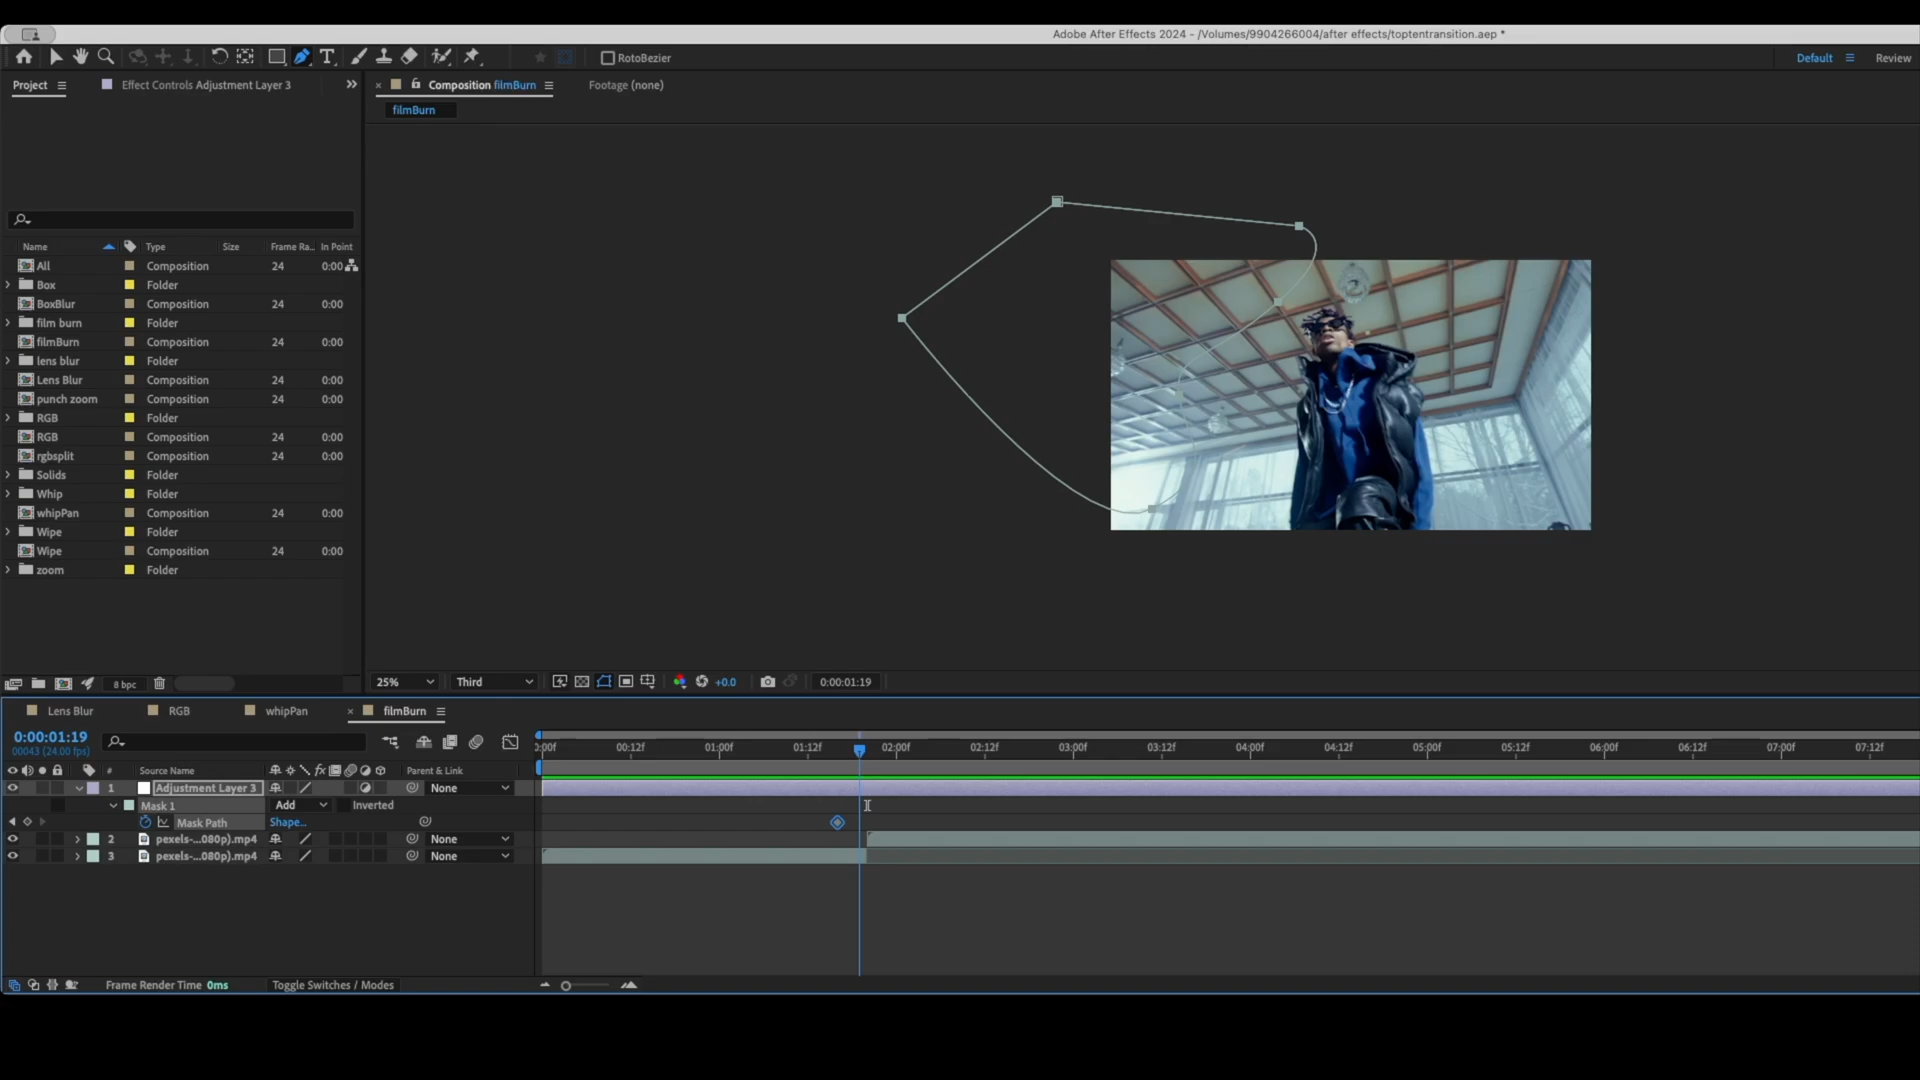 Adobe After Effects 2024 - /Volumes/9904266004/after effects/toptentransition.aep *
RotoBezier
Default
Review
Project
Effect Controls Adjustment Layer 3
Composition filmBurn
Footage (none)
filmBurn
Name Type Size Frame Ra... In Point
All Composition 24 0:00
Box Folder
BoxBlur Composition 24 0:00
film burn Folder
filmBurn Composition 24 0:00
lens blur Folder
Lens Blur Composition 24 0:00
punch zoom Composition 24 0:00
RGB Folder
RGB Composition 24 0:00
rgbsplit Composition 24 0:00
Solids Folder
Whip Folder
whipPan Composition 24 0:00
Wipe Folder
Wipe Composition 24 0:00
zoom Folder
8 bpc
25% Third +0.0 0:00:01:19
Lens Blur RGB whipPan filmBurn
0:00:01:19
00043 (24.00 fps)
0:00f 00:12f 01:00f 01:12f 02:00f 02:12f 03:00f 03:12f 04:00f 04:12f 05:00f 05:12f 06:00f 06:12f 07:00f 07:12f
# Source Name fx Parent & Link
1 Adjustment Layer 3 None
Mask 1 Add Inverted
Mask Path Shape...
2 pexels-...080p).mp4 None
3 pexels-...080p).mp4 None
Frame Render Time 0ms
Toggle Switches / Modes